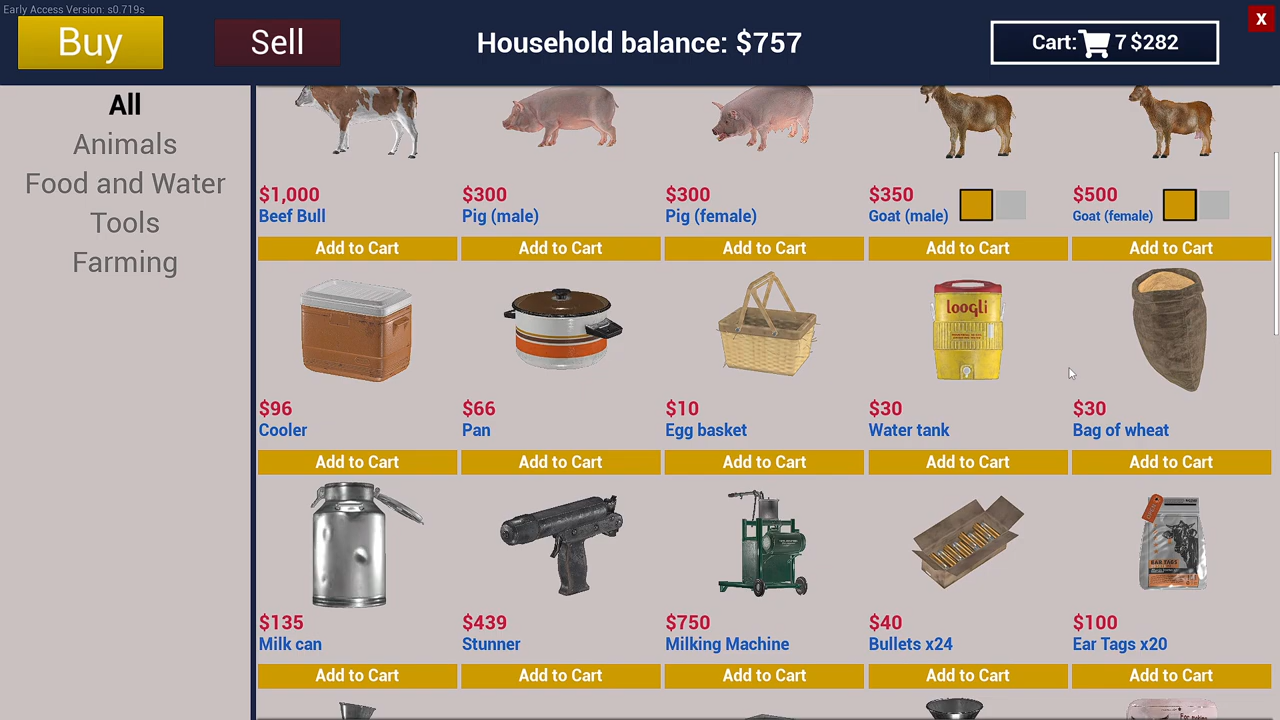 Early Access Version: s0.719s
Buy
Sell
Household balance: $757
Cart: 7 $282
X
All
Animals
Food and Water
Tools
Farming
$1,000
Beef Bull
Add to Cart
$300
Pig (male)
Add to Cart
$300
Pig (female)
Add to Cart
$350
Goat (male)
Add to Cart
$500
Goat (female)
Add to Cart
$96
Cooler
Add to Cart
$66
Pan
Add to Cart
$10
Egg basket
Add to Cart
loogli
$30
Water tank
Add to Cart
$30
Bag of wheat
Add to Cart
$135
Milk can
Add to Cart
$439
Stunner
Add to Cart
$750
Milking Machine
Add to Cart
$40
Bullets x24
Add to Cart
EAR TAGS
$100
Ear Tags x20
Add to Cart